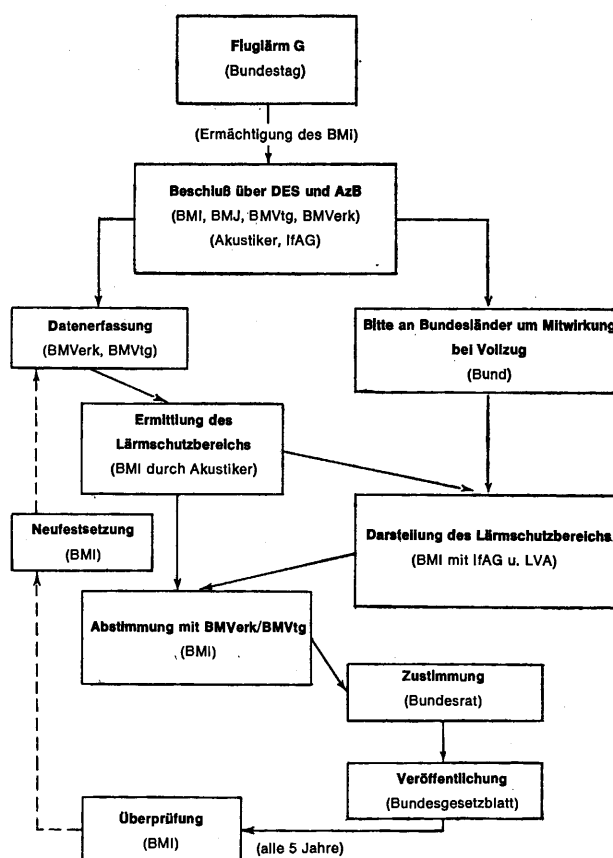 Fluglärm G
(Bundestag)
(Ermächtigung des BMi)
Beschluß über DES und AzB
(BMI, BMJ, BMVtg, BMVerk)
(Akustiker, IfAG)
Datenerfassung
(BMVerk, BMVtg)
Bitte an Bundesländer um Mitwirkung
bei Vollzug
(Bund)
Ermittlung des
Lärmschutzbereichs
(BMI durch Akustiker)
Neufestsetzung
(BMI)
Darstellung des Lärmschutzbereichs
(BMI mit IfAG u. LVA)
Abstimmung mit BMVerk/BMVtg
(BMi)
Zustimmung
(Bundesrat)
Veröffentlichung
(Bundesgesetzblatt)
Überprüfung
(BMI)
(alle 5 Jahre)